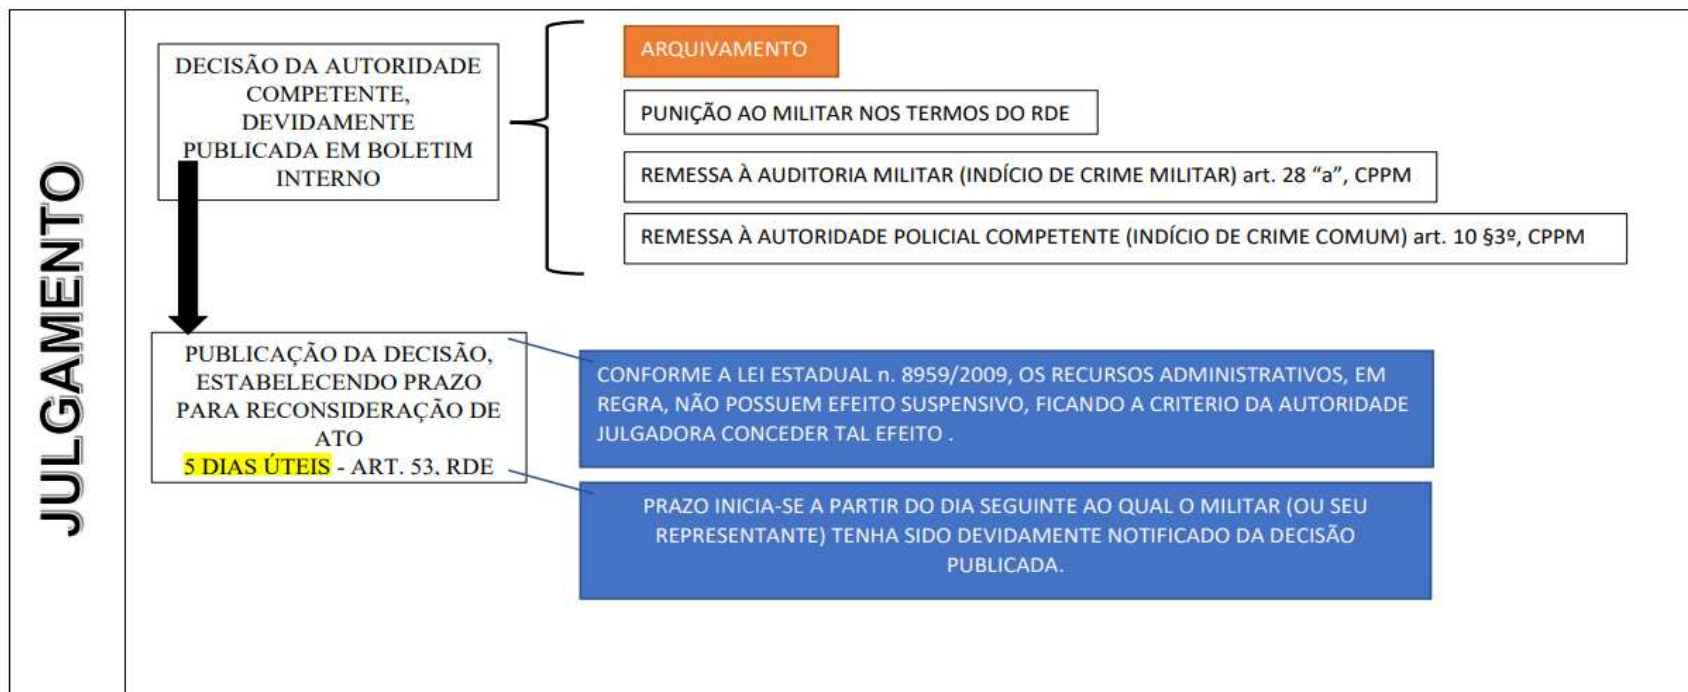 JULGAMENTO
DECISÃO DA AUTORIDADE
COMPETENTE,
DEVIDAMENTE
PUBLICADA EM BOLETIM
INTERNO
ARQUIVAMENTO
PUNIÇÃO AO MILITAR NOS TERMOS DO RDE
REMESSA À AUDITORIA MILITAR (INDÍCIO DE CRIME MILITAR) art. 28 “a”, CPPM
REMESSA À AUTORIDADE POLICIAL COMPETENTE (INDÍCIO DE CRIME COMUM) art. 10 §3º, CPPM
PUBLICAÇÃO DA DECISÃO,
ESTABELECENDO PRAZO
PARA RECONSIDERAÇÃO DE
ATO
5 DIAS ÚTEIS - ART. 53, RDE
CONFORME A LEI ESTADUAL n. 8959/2009, OS RECURSOS ADMINISTRATIVOS, EM
REGRA, NÃO POSSUEM EFEITO SUSPENSIVO, FICANDO A CRITERIO DA AUTORIDADE
JULGADORA CONCEDER TAL EFEITO .
PRAZO INICIA-SE A PARTIR DO DIA SEGUINTE AO QUAL O MILITAR (OU SEU
REPRESENTANTE) TENHA SIDO DEVIDAMENTE NOTIFICADO DA DECISÃO
PUBLICADA.